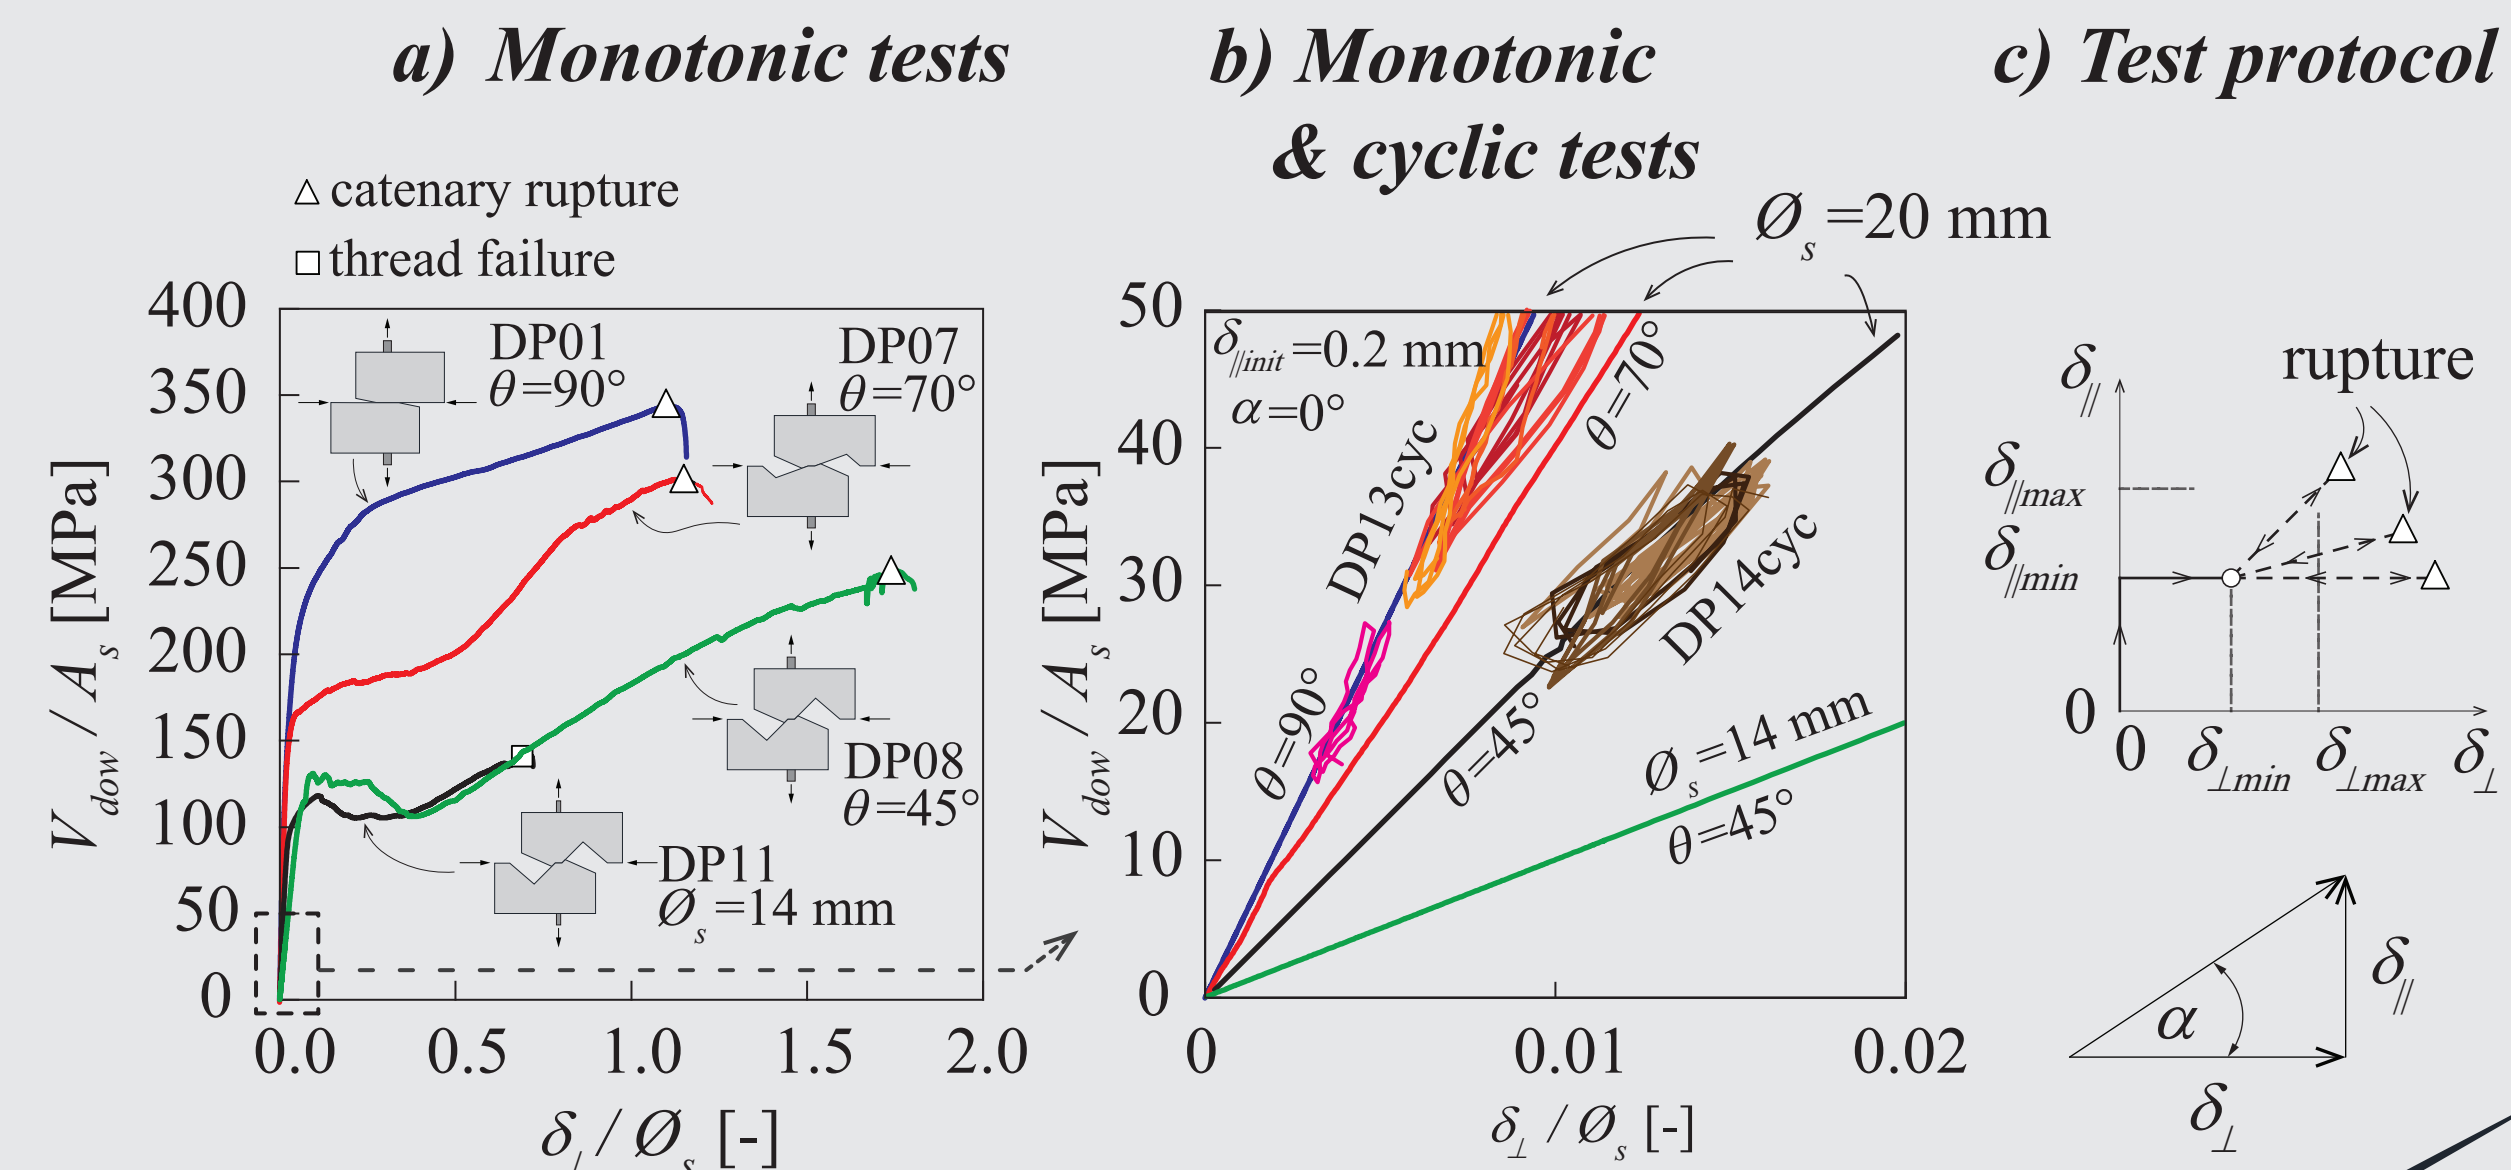 a) Monotonic tests
△ catenary rupture
□ thread failure
400
350
300
250
200
150
100
50
0
V_dow / A_s [MPa]
DP01
θ=90°
DP07
θ=70°
DP08
θ=45°
DP11
Ø_s=14 mm
0.0 0.5 1.0 1.5 2.0
δ_⊥/Ø_s [-]
b) Monotonic
& cyclic tests
Ø_s=20 mm
50
40
30
20
10
0
V_dow / A_s [MPa]
δ_//init=0.2 mm
α=0°
DP13cyc
θ=70°
DP14cyc
θ=90°
θ=45°
Ø_s=14 mm
θ=45°
0 0.01 0.02
δ_⊥/Ø_s [-]
c) Test protocol
rupture
δ_//
δ_//max
δ_//min
0
0 δ_⊥min δ_⊥max δ_⊥
α
δ_//
δ_⊥